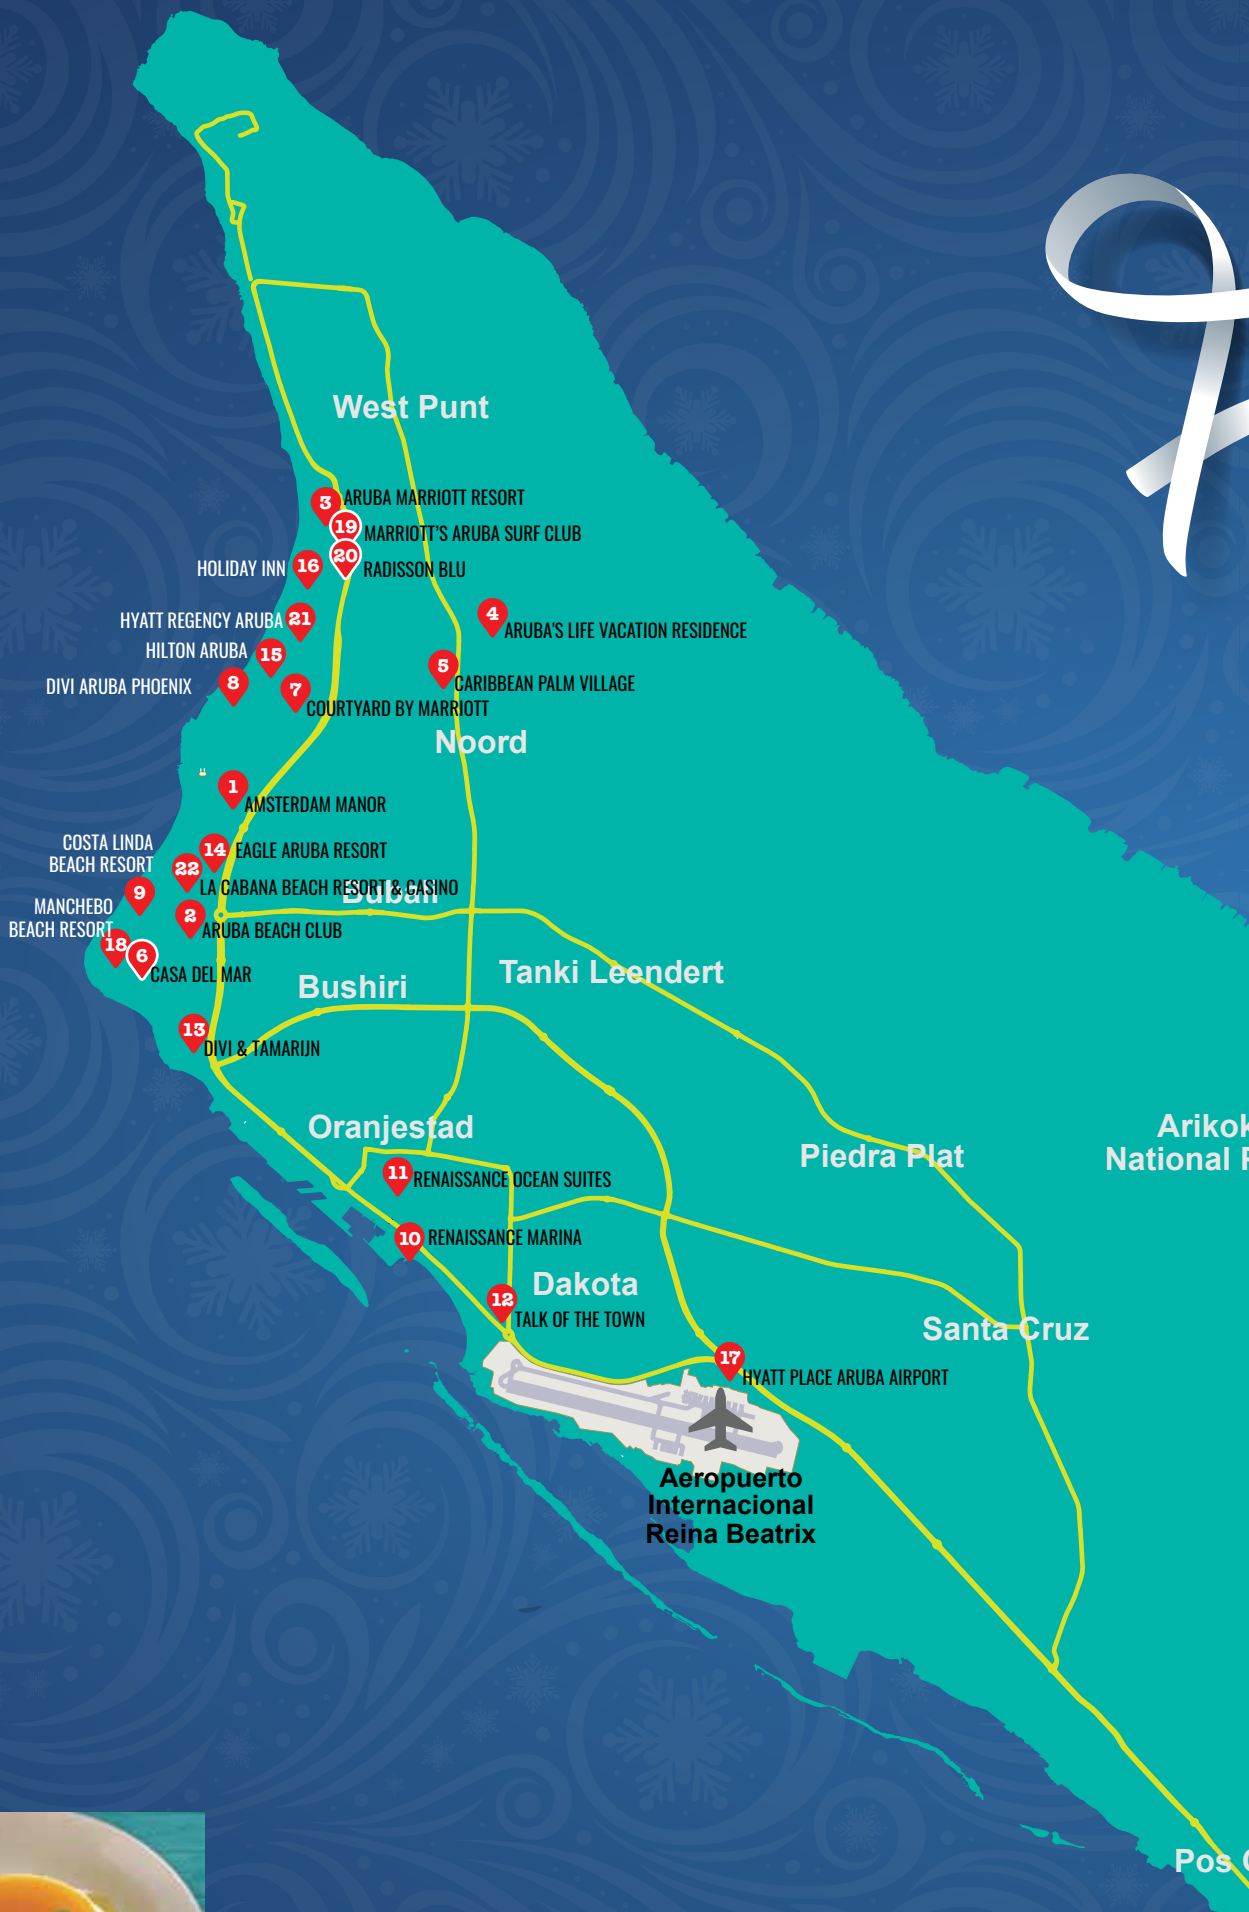 West Punt
3 ARUBA MARRIOTT RESORT
19 MARRIOTT'S ARUBA SURF CLUB
20 RADISSON BLU
HOLIDAY INN 16
HYATT REGENCY ARUBA 21
4 ARUBA'S LIFE VACATION RESIDENCE
HILTON ARUBA 15
5 CARIBBEAN PALM VILLAGE
DIVI ARUBA PHOENIX 8
7 COURTYARD BY MARRIOTT
Noord
1 AMSTERDAM MANOR
COSTA LINDA
BEACH RESORT
9
14 EAGLE ARUBA RESORT
22 LA CABANA BEACH RESORT & CASINO
Bubali
MANCHEBO
BEACH RESORT
18
2 ARUBA BEACH CLUB
6 CASA DEL MAR
Tanki Leendert
Bushiri
13 DIVI & TAMARIJN
Oranjestad
Arikok
National P
Piedra Plat
11 RENAISSANCE OCEAN SUITES
10 RENAISSANCE MARINA
Dakota
12 TALK OF THE TOWN
Santa Cruz
17 HYATT PLACE ARUBA AIRPORT
Aeropuerto
Internacional
Reina Beatrix
Pos